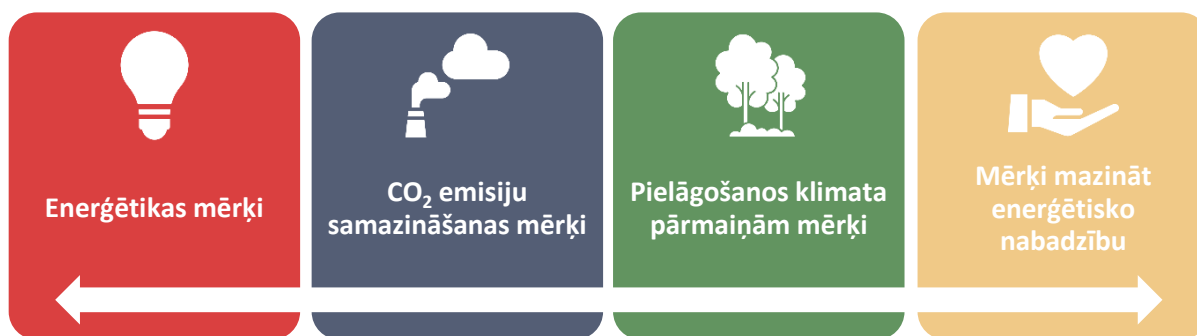 Enerģētikas mērķi
CO₂ emisiju
samazināšanas mērķi
Pielāgošanos klimata
pārmaiņām mērķi
Mērķi mazināt
enerģētisko
nabadzību